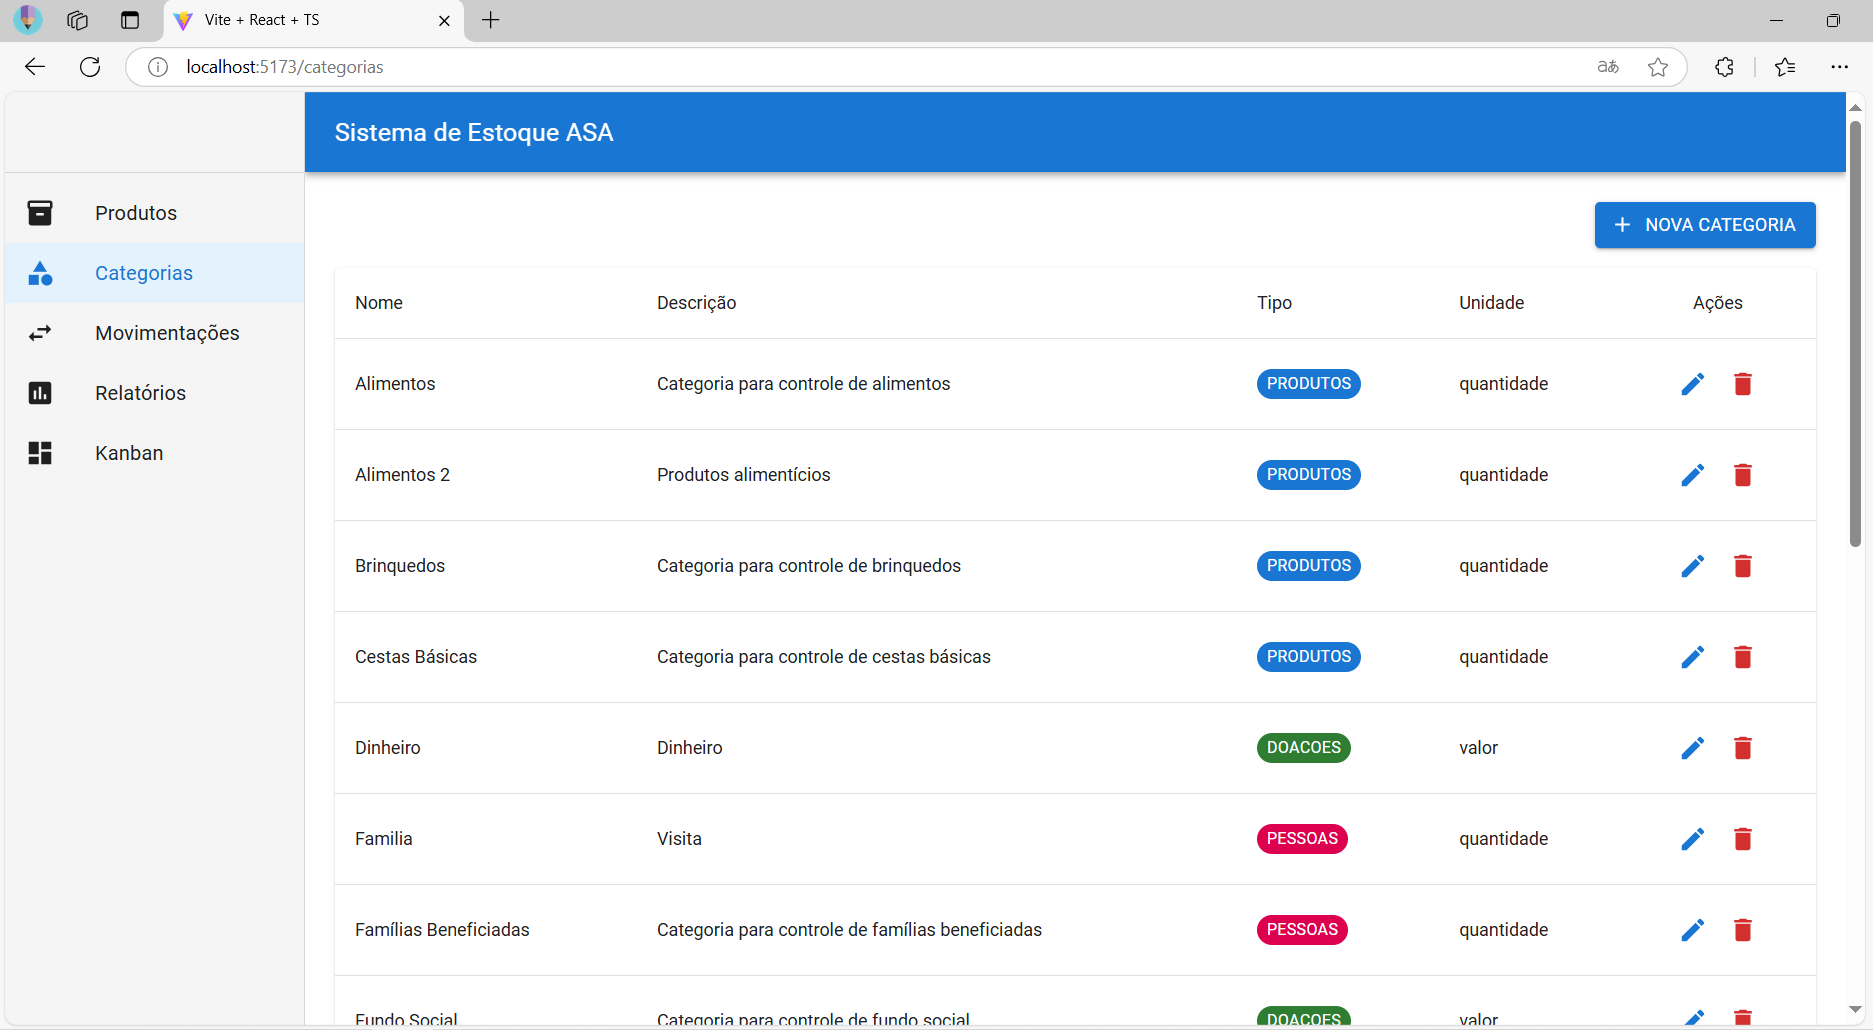 Vite + React + TS
localhost:5173/categorias
Sistema de Estoque ASA
Produtos
Categorias
Movimentações
Relatórios
Kanban
NOVA CATEGORIA
Nome Descrição Tipo Unidade Ações
Alimentos Categoria para controle de alimentos PRODUTOS quantidade
Alimentos 2 Produtos alimentícios PRODUTOS quantidade
Brinquedos Categoria para controle de brinquedos PRODUTOS quantidade
Cestas Básicas Categoria para controle de cestas básicas PRODUTOS quantidade
Dinheiro Dinheiro DOACOES valor
Familia Visita PESSOAS quantidade
Famílias Beneficiadas Categoria para controle de famílias beneficiadas PESSOAS quantidade
Fundo Social Categoria para controle de fundo social DOACOES valor